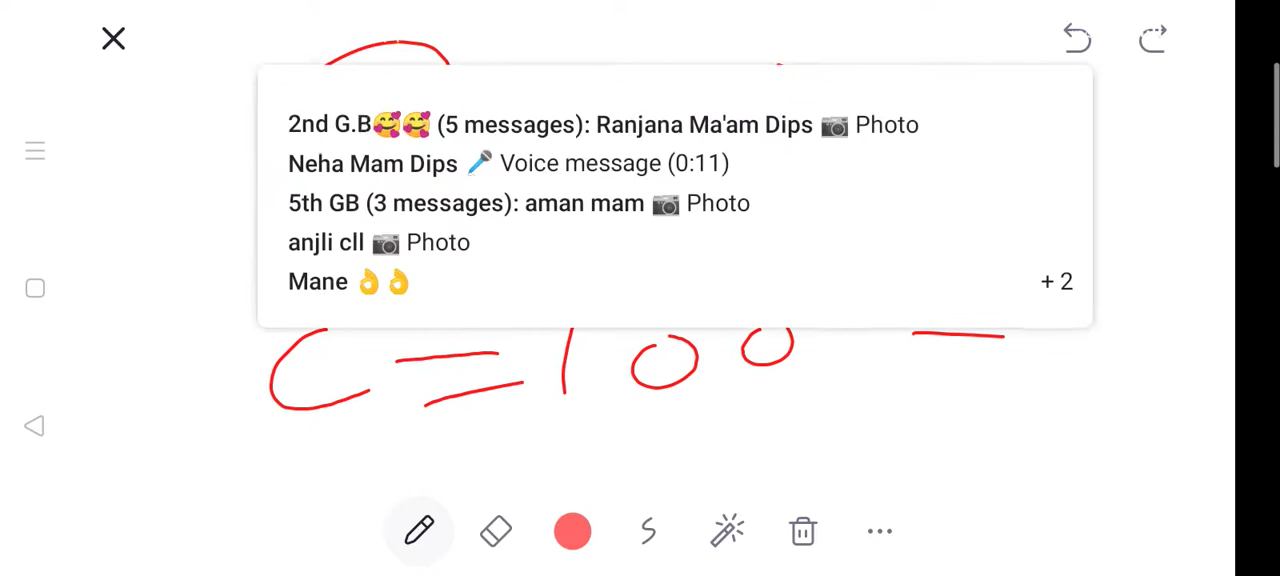 2nd G.B🥰🥰 (5 messages): Ranjana Ma'am Dips 📷 Photo
Neha Mam Dips 🎤 Voice message (0:11)
5th GB (3 messages): aman mam 📷 Photo
anjli cll 📷 Photo
Mane 👌👌 + 2
C = 100 -